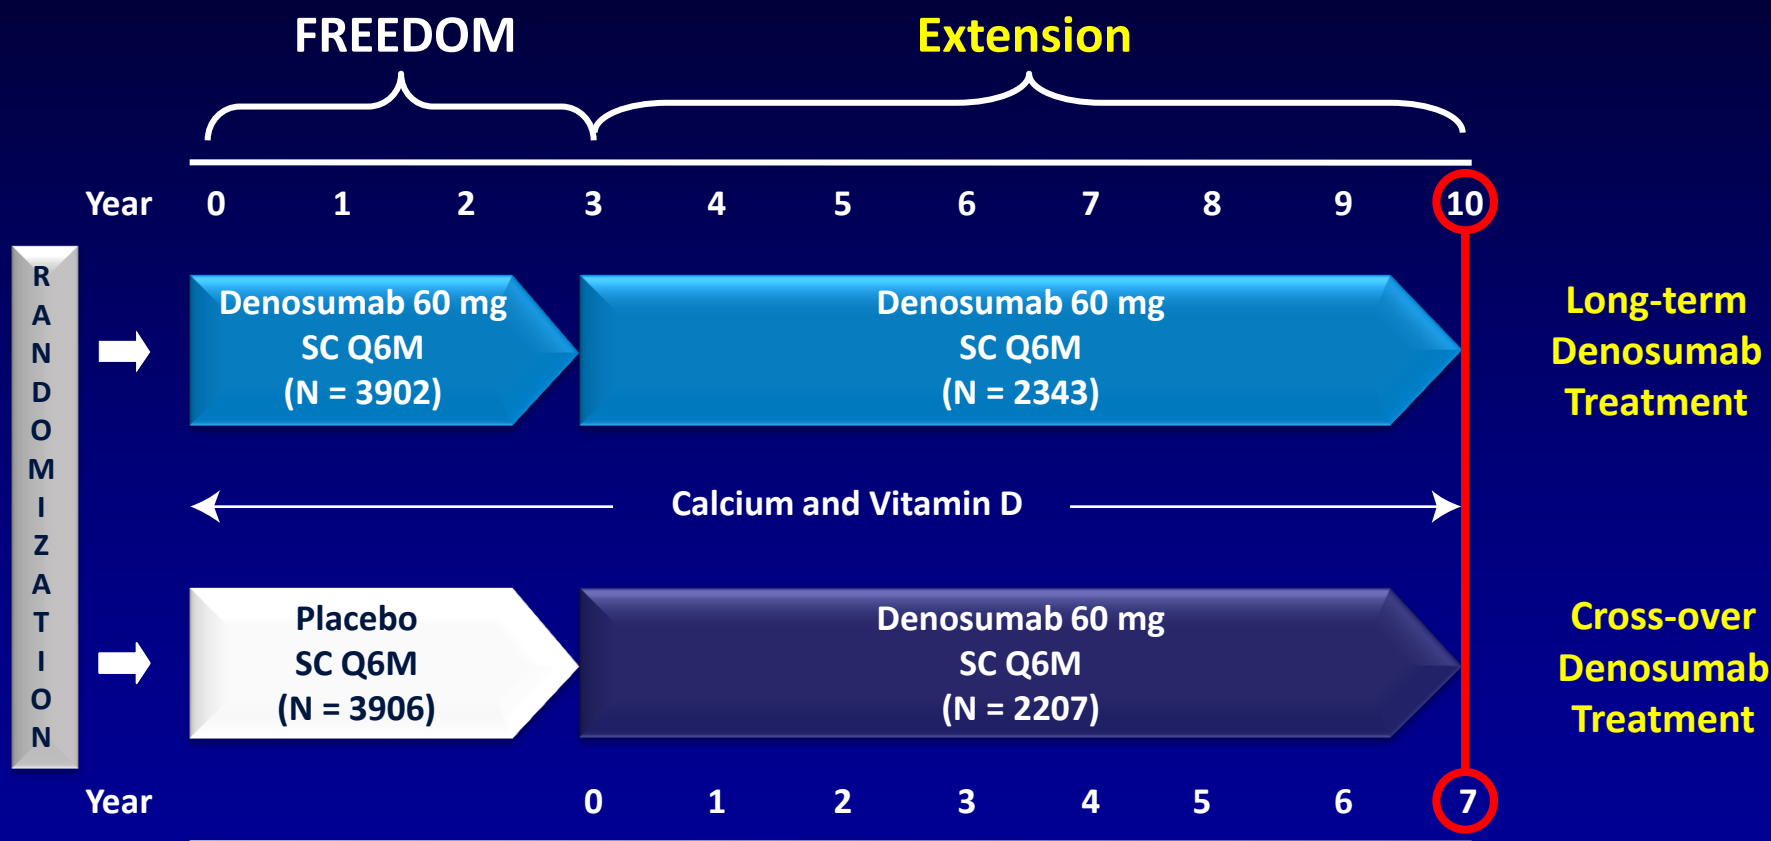 FREEDOM
Extension
Year 0 1 2 3 4 5 6 7 8 9 10
RANDOMIZATION
Denosumab 60 mg
SC Q6M
(N = 3902)
Denosumab 60 mg
SC Q6M
(N = 2343)
Long-term
Denosumab
Treatment
Calcium and Vitamin D
Placebo
SC Q6M
(N = 3906)
Denosumab 60 mg
SC Q6M
(N = 2207)
Cross-over
Denosumab
Treatment
Year 0 1 2 3 4 5 6 7